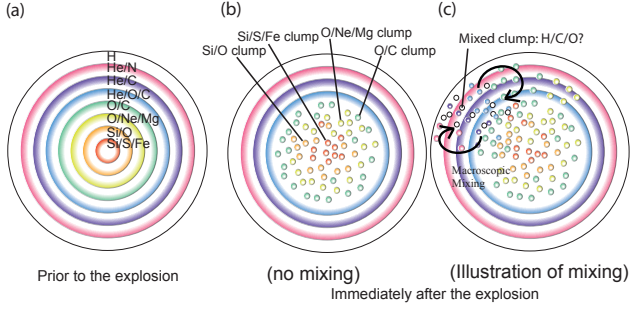 (a)
H
He/N
He/C
He/O/C
O/C
O/Ne/Mg
Si/O
Si/S/Fe
Prior to the explosion
(b)
O/Ne/Mg clump
Si/S/Fe clump
Si/O clump
O/C clump
(no mixing)
(c)
Mixed clump: H/C/O?
Macroscopic
Mixing
(Illustration of mixing)
Immediately after the explosion